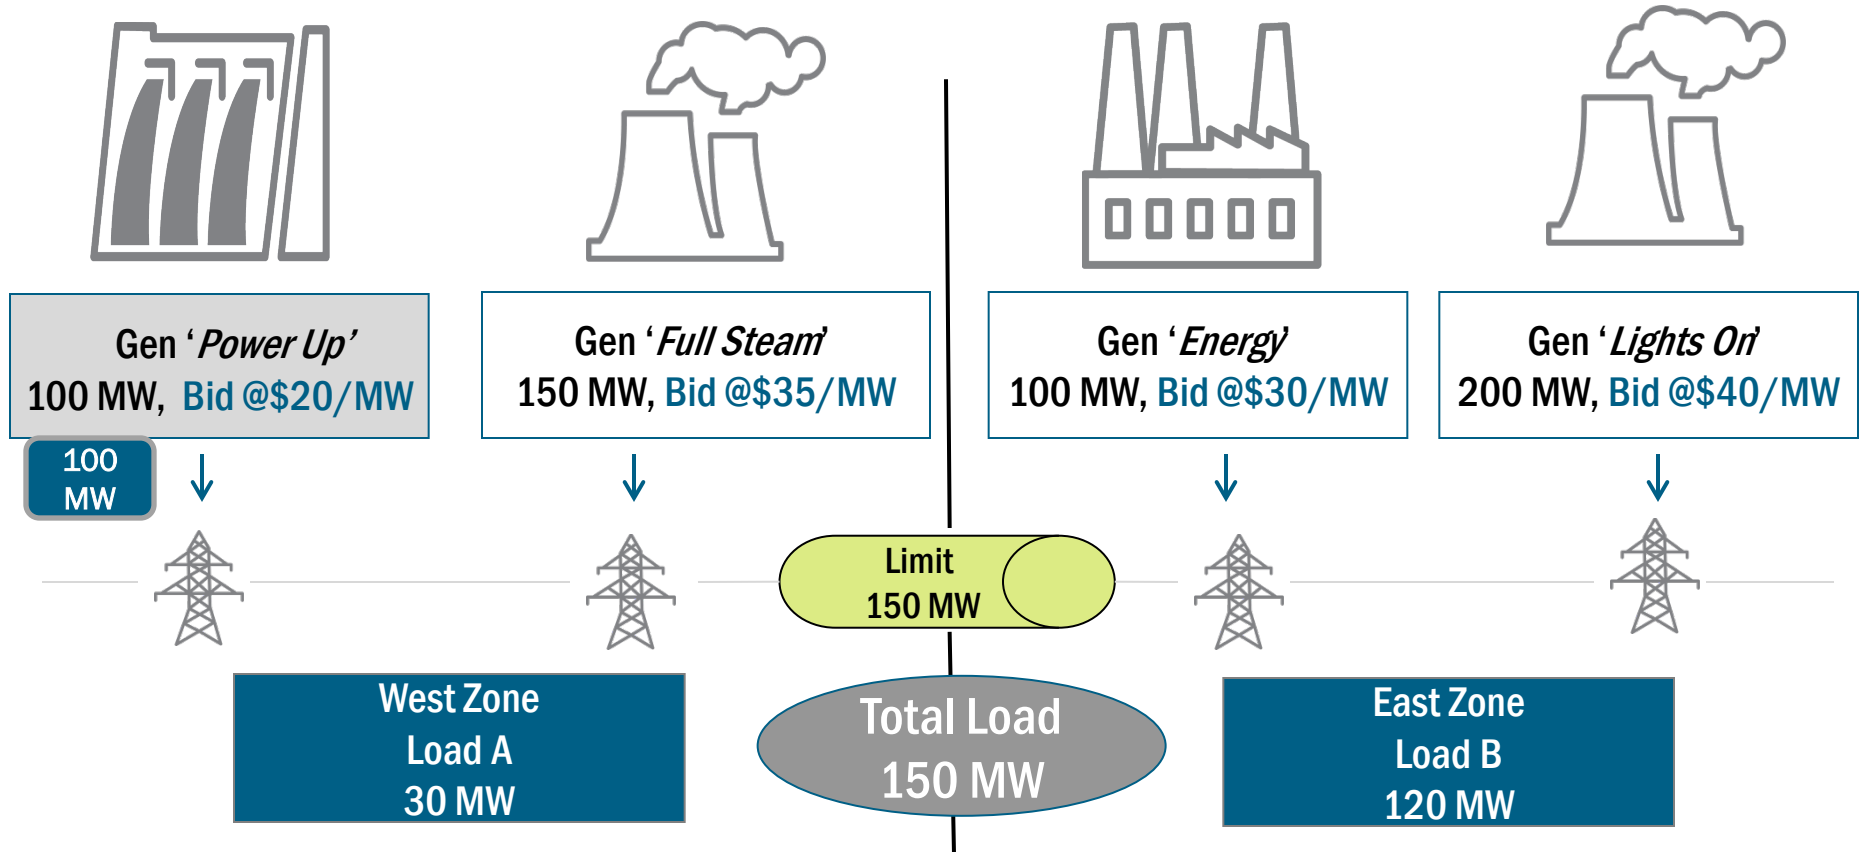 Gen ‘Power Up’
100 MW, Bid @$20/MW
Gen ‘Full Steam’
150 MW, Bid @$35/MW
Gen ‘Energy’
100 MW, Bid @$30/MW
Gen ‘Lights On’
200 MW, Bid @$40/MW
100
MW
Limit
150 MW
West Zone
Load A
30 MW
Total Load
150 MW
East Zone
Load B
120 MW